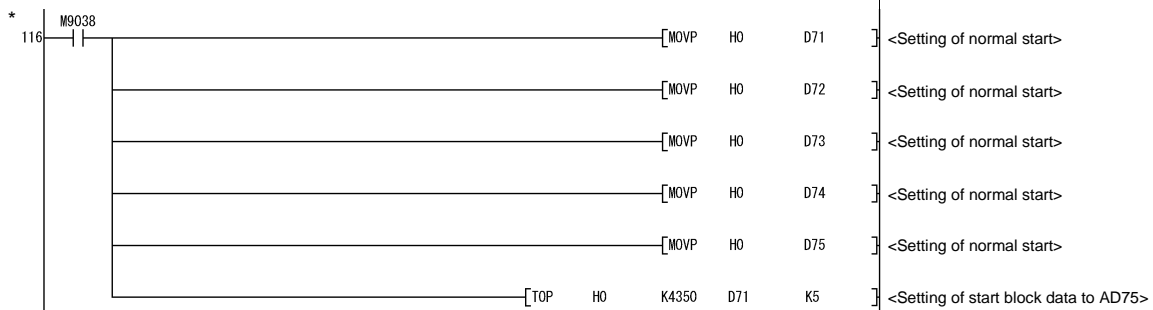 *
M9038
116 MOVP H0 D71 <Setting of normal start>
MOVP H0 D72 <Setting of normal start>
MOVP H0 D73 <Setting of normal start>
MOVP H0 D74 <Setting of normal start>
MOVP H0 D75 <Setting of normal start>
TOP H0 K4350 D71 K5 <Setting of start block data to AD75>